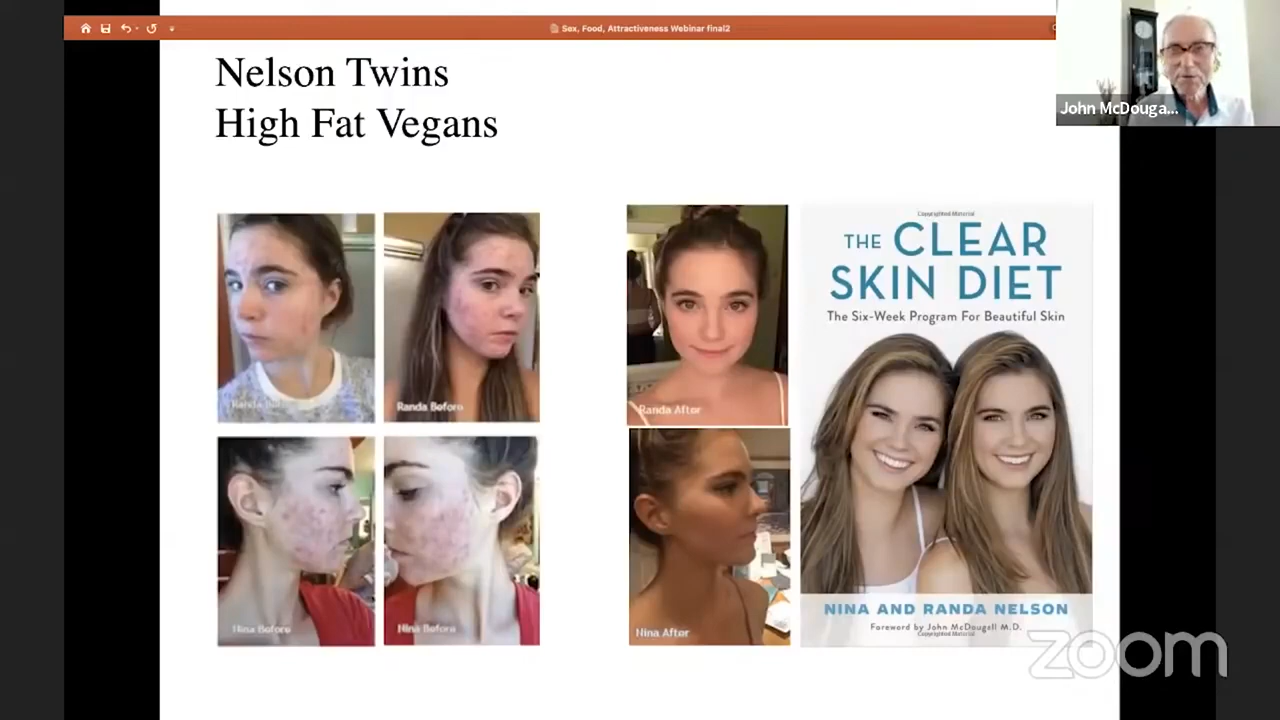 Sex, Food, Attractiveness Webinar final2
John McDouga...
Nelson Twins
High Fat Vegans
Randa Before
Nina Before
Nina Before
Randa After
Nina After
Copyrighted Material
THE CLEAR
SKIN DIET
The Six-Week Program For Beautiful Skin
NINA AND RANDA NELSON
Foreword by John McDougall M.D.
Copyrighted Material
zoom